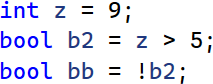 int z = 9;
bool b2 = z > 5;
bool bb = !b2;